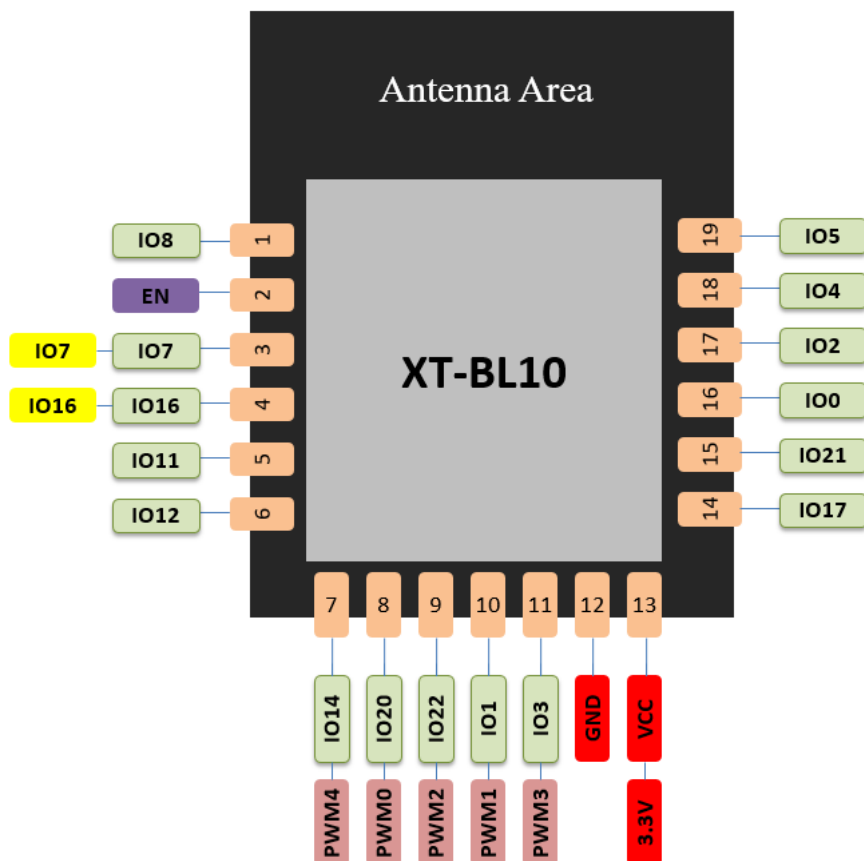 Antenna Area
XT-BL10
IO8 1
EN 2
IO7 IO7 3
IO16 IO16 4
IO11 5
IO12 6
19 IO5
18 IO4
17 IO2
16 IO0
15 IO21
14 IO17
7 8 9 10 11 12 13
IO14 IO20 IO22 IO1 IO3 GND VCC
PWM4 PWM0 PWM2 PWM1 PWM3 3.3V